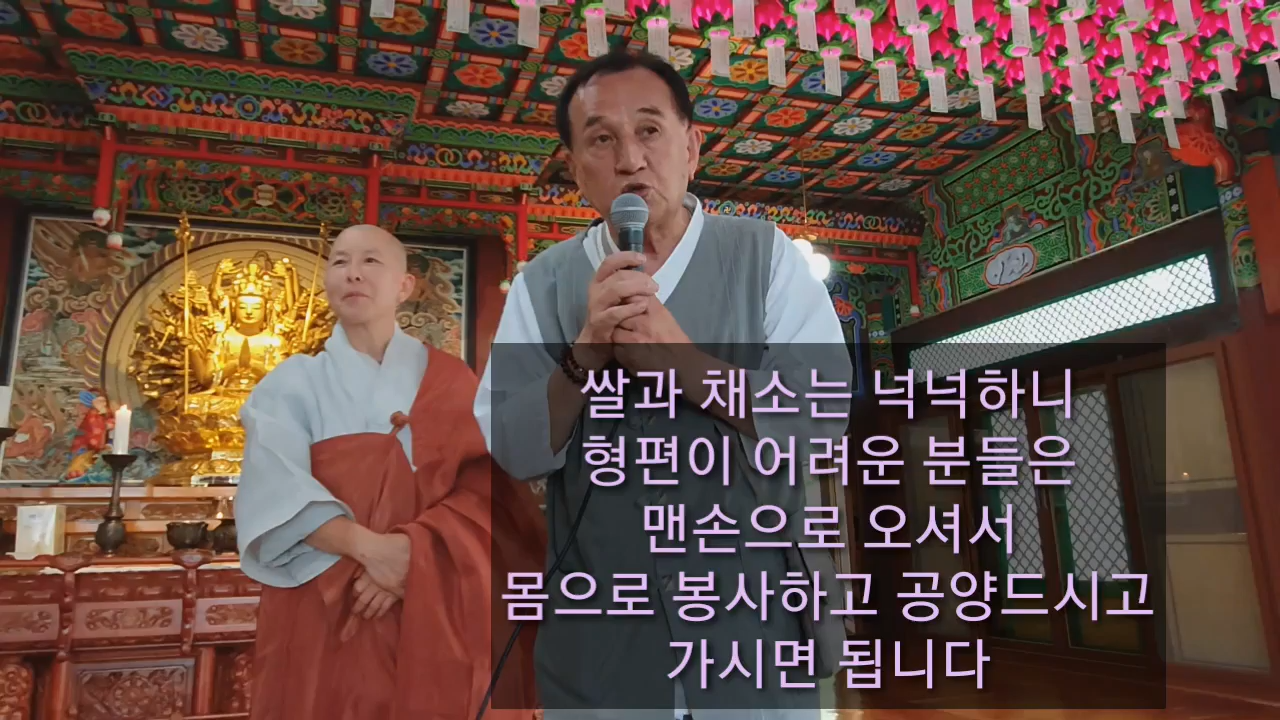 쌀과 채소는 넉넉하니
형편이 어려운 분들은
맨손으로 오셔서
몸으로 봉사하고 공양드시고
가시면 됩니다